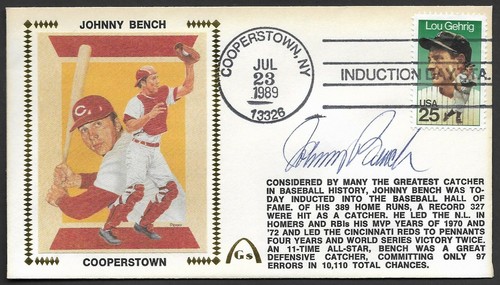 JOHNNY BENCH
COOPERSTOWN
COOPERSTOWN, NY
JUL
23
1989
13326
INDUCTION DAY STA.
Lou Gehrig
USA
25
Johnny Bench
Gs
CONSIDERED BY MANY THE GREATEST CATCHER
IN BASEBALL HISTORY, JOHNNY BENCH WAS TO-
DAY INDUCTED INTO THE BASEBALL HALL OF
FAME. OF HIS 389 HOME RUNS, A RECORD 327
WERE HIT AS A CATCHER. HE LED THE N.L. IN
HOMERS AND RBIs HIS MVP YEARS OF 1970 AND
'72 AND LED THE CINCINNATI REDS TO PENNANTS
FOUR YEARS AND WORLD SERIES VICTORY TWICE.
AN 11-TIME ALL-STAR, BENCH WAS A GREAT
DEFENSIVE CATCHER, COMMITTING ONLY 97
ERRORS IN 10,110 TOTAL CHANCES.